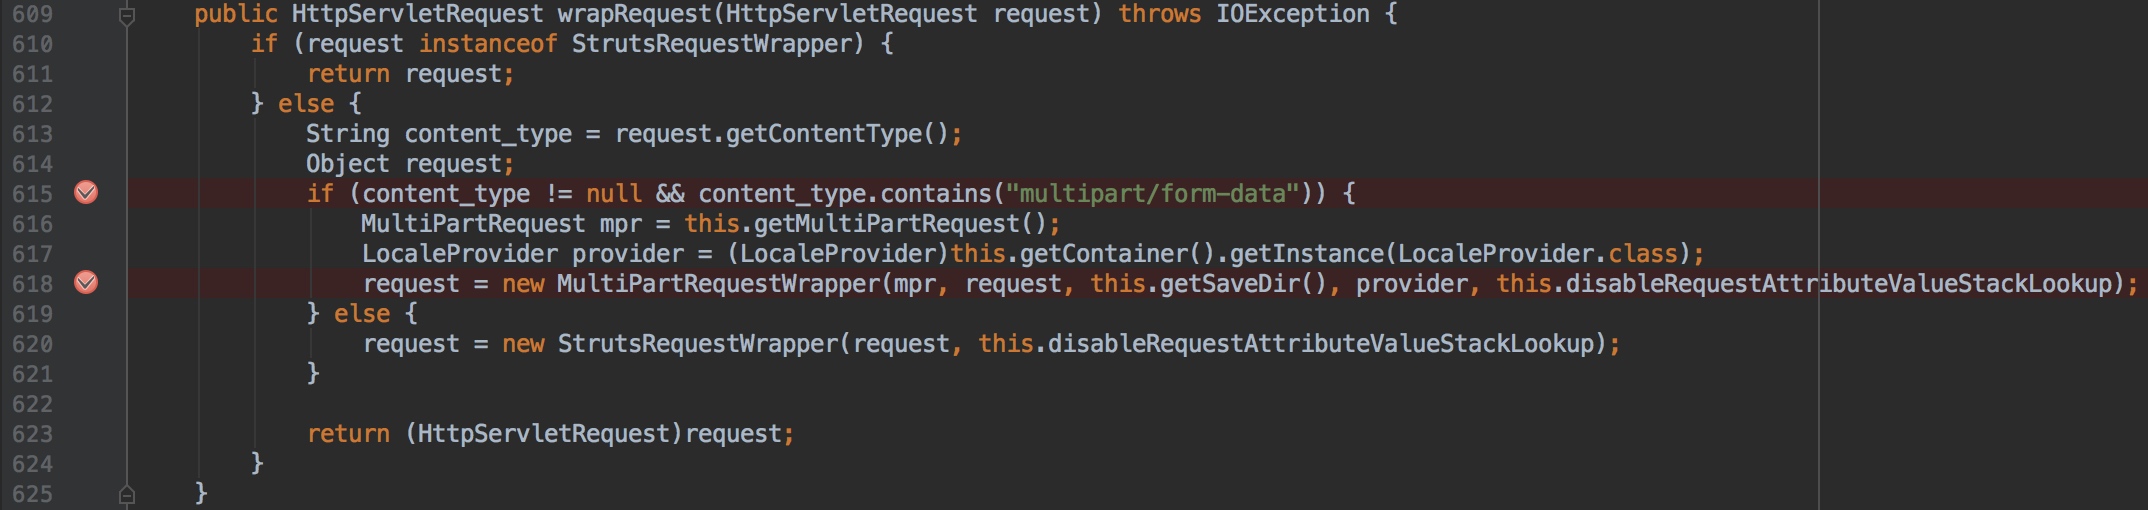 609 public HttpServletRequest wrapRequest(HttpServletRequest request) throws IOException {
610 if (request instanceof StrutsRequestWrapper) {
611 return request;
612 } else {
613 String content_type = request.getContentType();
614 Object request;
615 if (content_type != null && content_type.contains("multipart/form-data")) {
616 MultiPartRequest mpr = this.getMultiPartRequest();
617 LocaleProvider provider = (LocaleProvider)this.getContainer().getInstance(LocaleProvider.class);
618 request = new MultiPartRequestWrapper(mpr, request, this.getSaveDir(), provider, this.disableRequestAttributeValueStackLookup);
619 } else {
620 request = new StrutsRequestWrapper(request, this.disableRequestAttributeValueStackLookup);
621 }
622
623 return (HttpServletRequest)request;
624 }
625 }